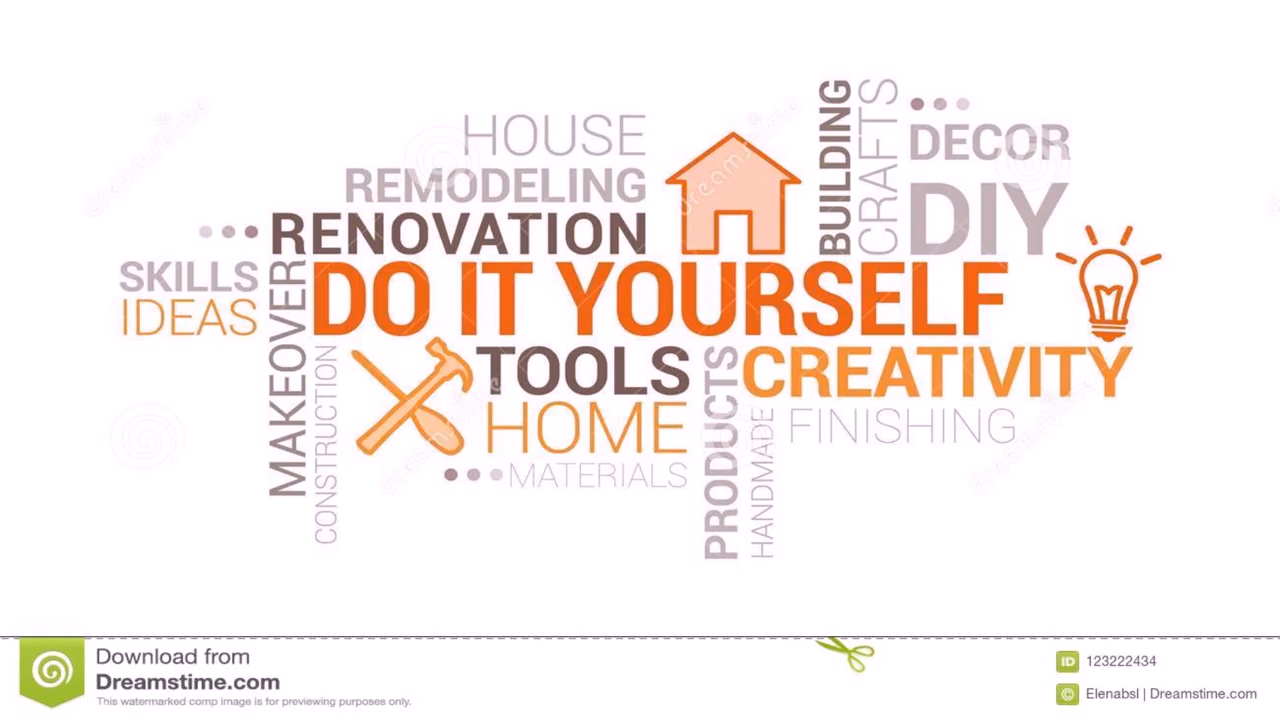 HOUSE
REMODELING
RENOVATION
BUILDING
CRAFTS
DECOR
DIY
SKILLS
IDEAS
MAKEOVER
DO IT YOURSELF
CONSTRUCTION
TOOLS
HOME
MATERIALS
PRODUCTS
HANDMADE
CREATIVITY
FINISHING
Download from
Dreamstime.com
This watermarked comp image is for previewing purposes only.
ID 123222434
© Elenabsl | Dreamstime.com